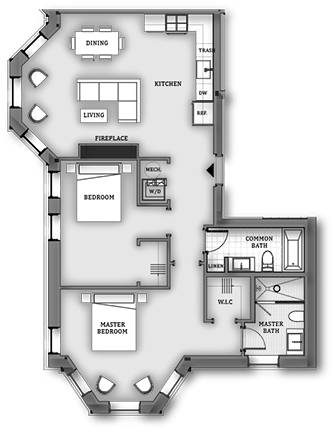 DINING
TRASH
KITCHEN
DW
LIVING
REF.
FIREPLACE
MECH.
W/D
BEDROOM
COMMON
BATH
LINEN
W.I.C
MASTER
BEDROOM
MASTER
BATH